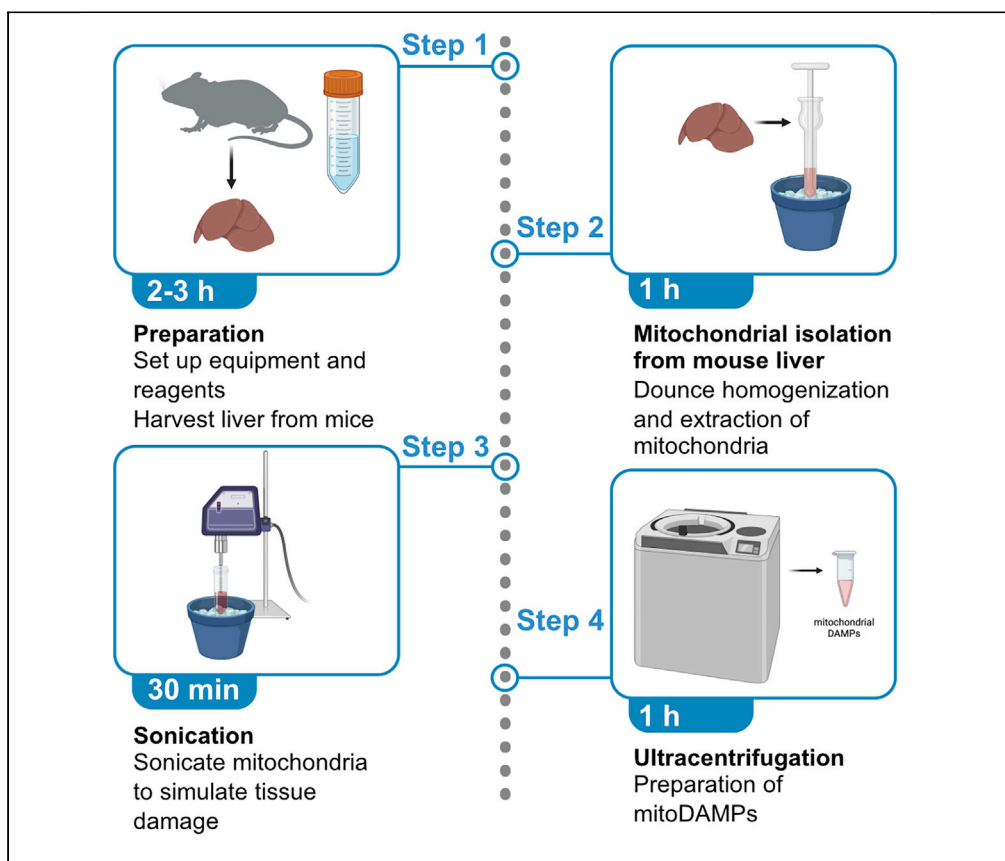 Step 1
2-3 h
Preparation
Set up equipment and
reagents
Harvest liver from mice
Step 2
1 h
Mitochondrial isolation
from mouse liver
Dounce homogenization
and extraction of
mitochondria
Step 3
30 min
Sonication
Sonicate mitochondria
to simulate tissue
damage
Step 4
mitochondrial
DAMPs
1 h
Ultracentrifugation
Preparation of
mitoDAMPs